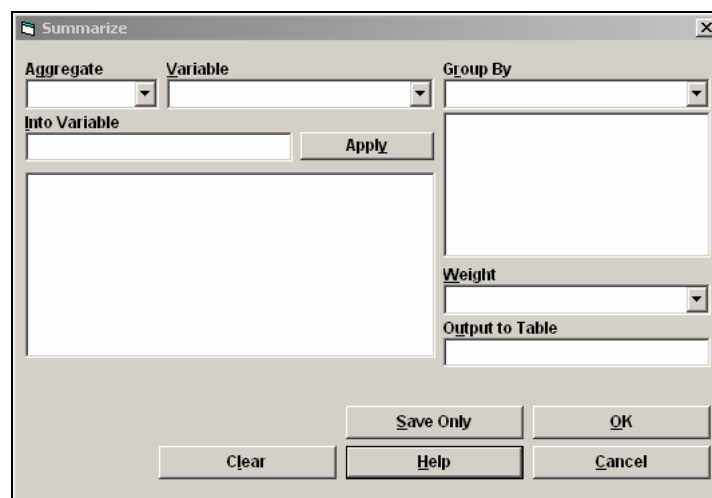 Summarize
Aggregate Variable Group By
Into Variable
Apply
Weight
Output to Table
Save Only OK
Clear Help Cancel